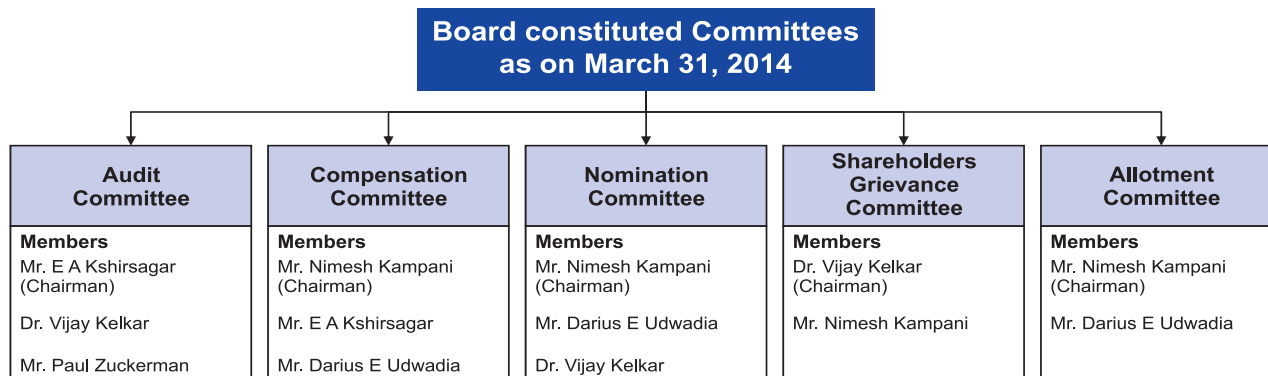 Board constituted Committees
as on March 31, 2014
Audit
Committee
Members
Mr. E A Kshirsagar
(Chairman)
Dr. Vijay Kelkar
Mr. Paul Zuckerman
Compensation
Committee
Members
Mr. Nimesh Kampani
(Chairman)
Mr. E A Kshirsagar
Mr. Darius E Udwadia
Nomination
Committee
Members
Mr. Nimesh Kampani
(Chairman)
Mr. Darius E Udwadia
Dr. Vijay Kelkar
Shareholders
Grievance
Committee
Members
Dr. Vijay Kelkar
(Chairman)
Mr. Nimesh Kampani
Allotment
Committee
Members
Mr. Nimesh Kampani
(Chairman)
Mr. Darius E Udwadia